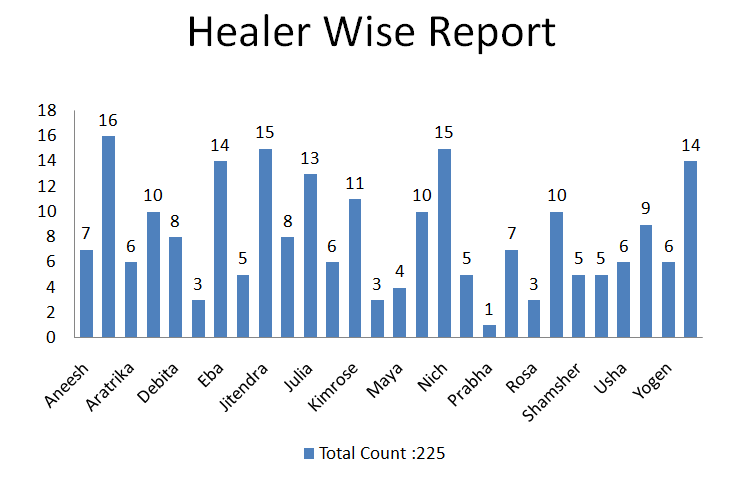 Healer Wise Report
18
16
14
12
10
8
6
4
2
0
7
16
6
10
8
3
14
5
15
8
13
6
11
3
4
10
15
5
1
7
3
10
5
5
6
9
6
14
Aneesh
Aratrika
Debita
Eba
Jitendra
Julia
Kimrose
Maya
Nich
Prabha
Rosa
Shamsher
Usha
Yogen
Total Count :225